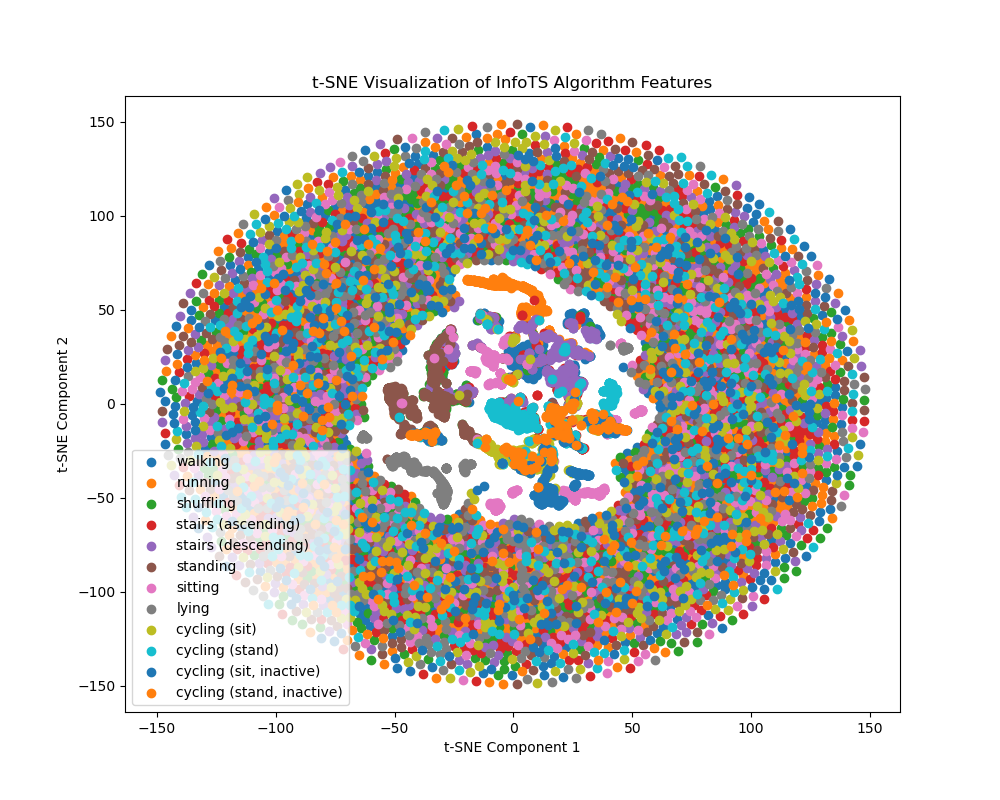 t-SNE Visualization of InfoTS Algorithm Features
150
100
50
0
−50
−100
−150
t-SNE Component 2
walking
running
shuffling
stairs (ascending)
stairs (descending)
standing
sitting
lying
cycling (sit)
cycling (stand)
cycling (sit, inactive)
cycling (stand, inactive)
−150
−100
−50
0
50
100
150
t-SNE Component 1